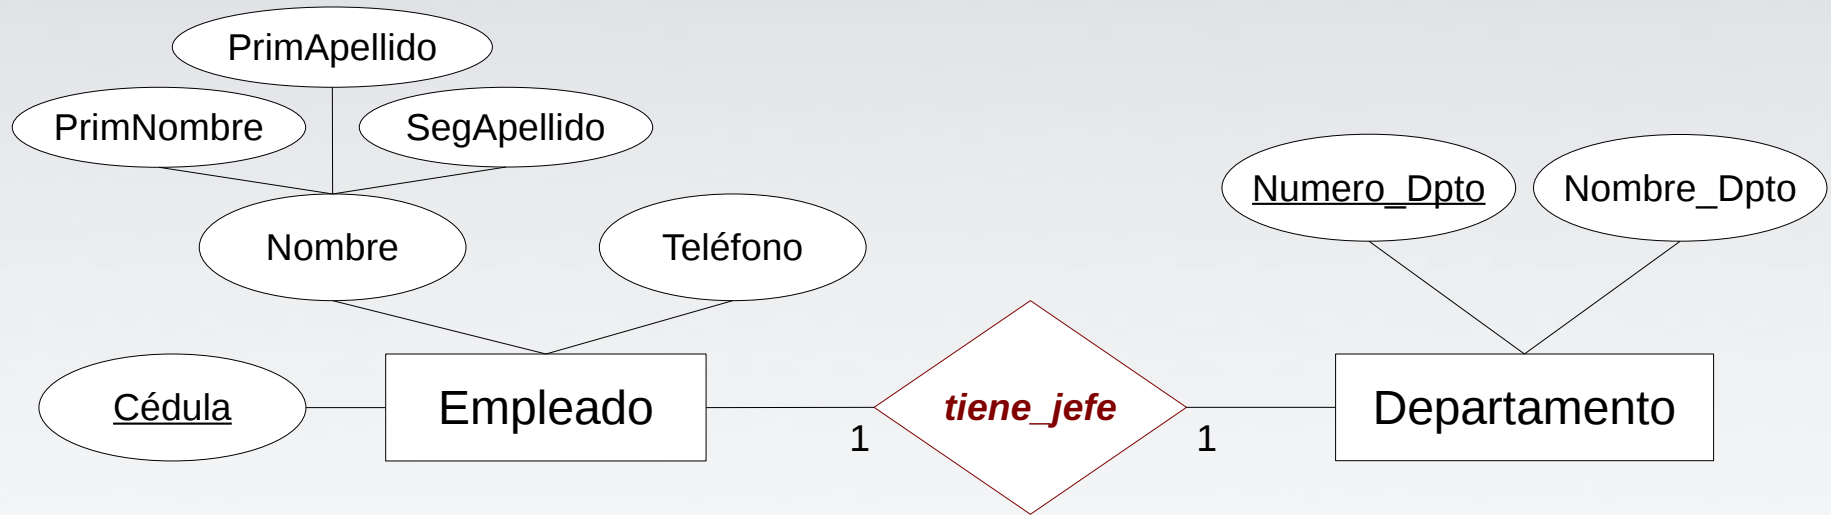 PrimApellido
PrimNombre
SegApellido
Nombre
Teléfono
Numero_Dpto
Nombre_Dpto
Cédula
Empleado
1
tiene_jefe
1
Departamento